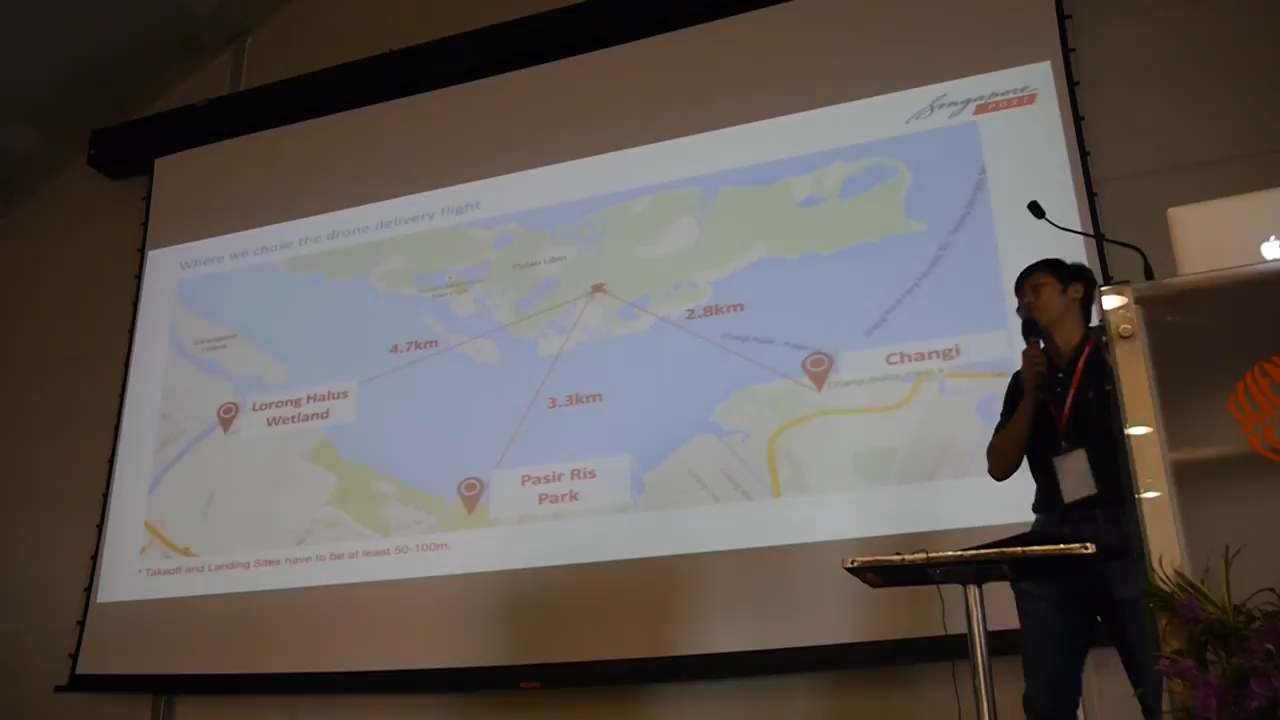 Singapore
POST
Where we chose the drone delivery flight
Pulau Ubin
2.8km
4.7km
Changi
3.3km
Lorong Halus
Wetland
Pasir Ris
Park
* Takeoff and Landing Sites have to be at least 50-100m.